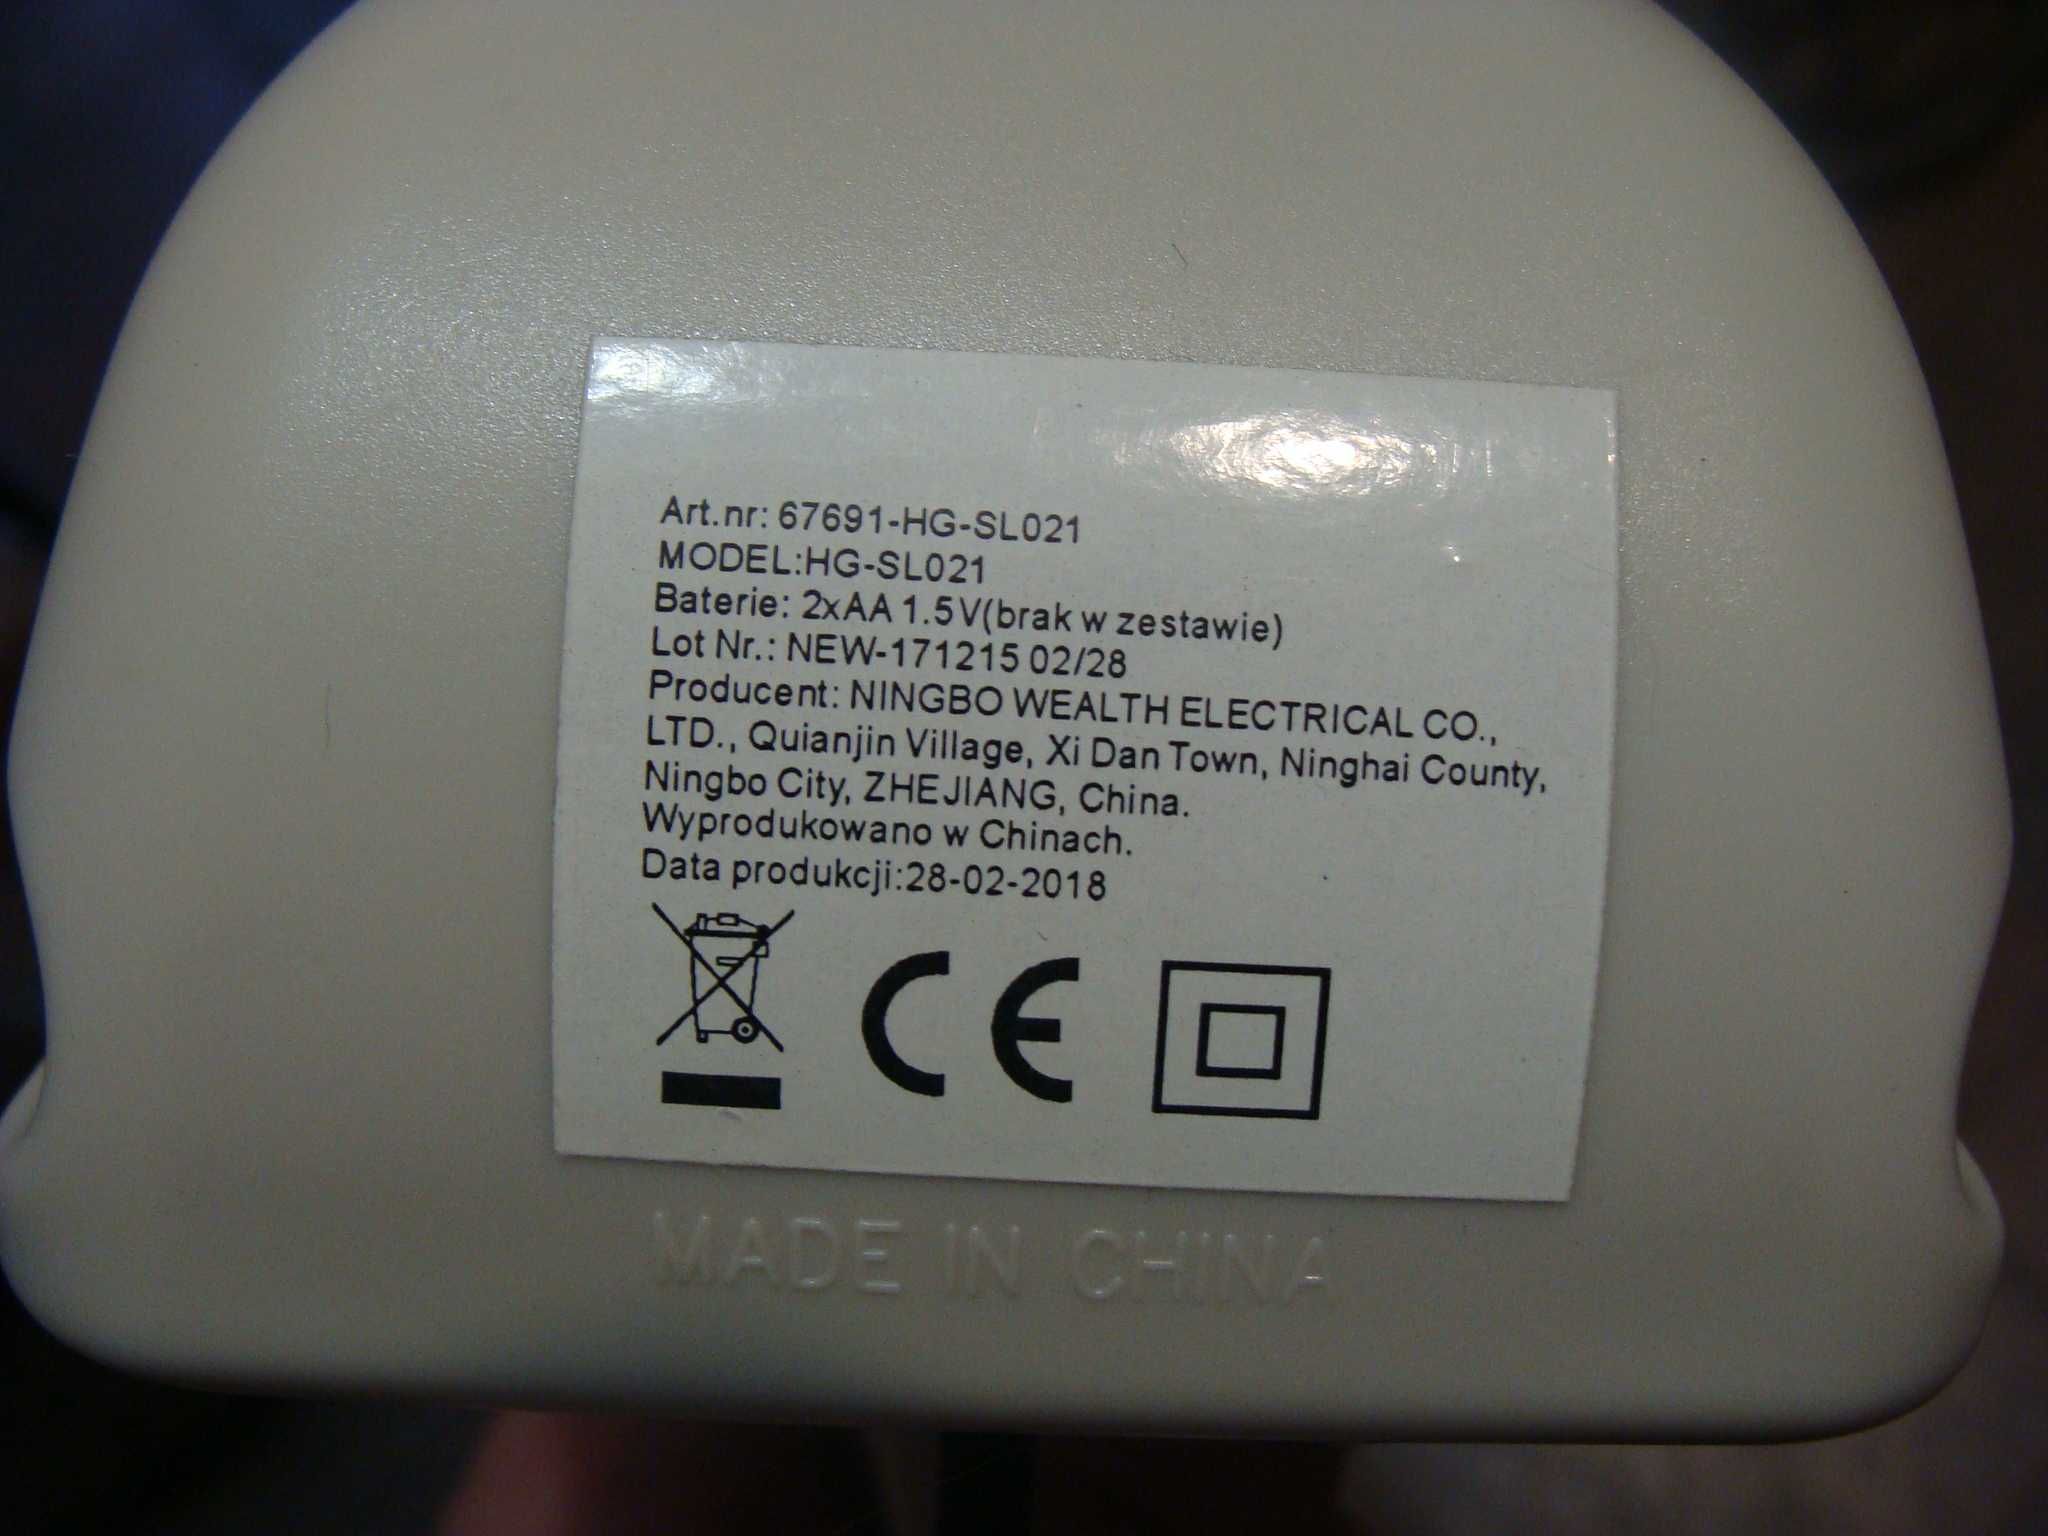 Art.nr: 67691-HG-SL021
MODEL:HG-SL021
Baterie: 2xAA 1.5V(brak w zestawie)
Lot Nr.: NEW-171215 02/28
Producent: NINGBO WEALTH ELECTRICAL CO.,
LTD., Quianjin Village, Xi Dan Town, Ninghai County,
Ningbo City, ZHEJIANG, China.
Wyprodukowano w Chinach.
Data produkcji:28-02-2018
CE
MADE IN CHINA